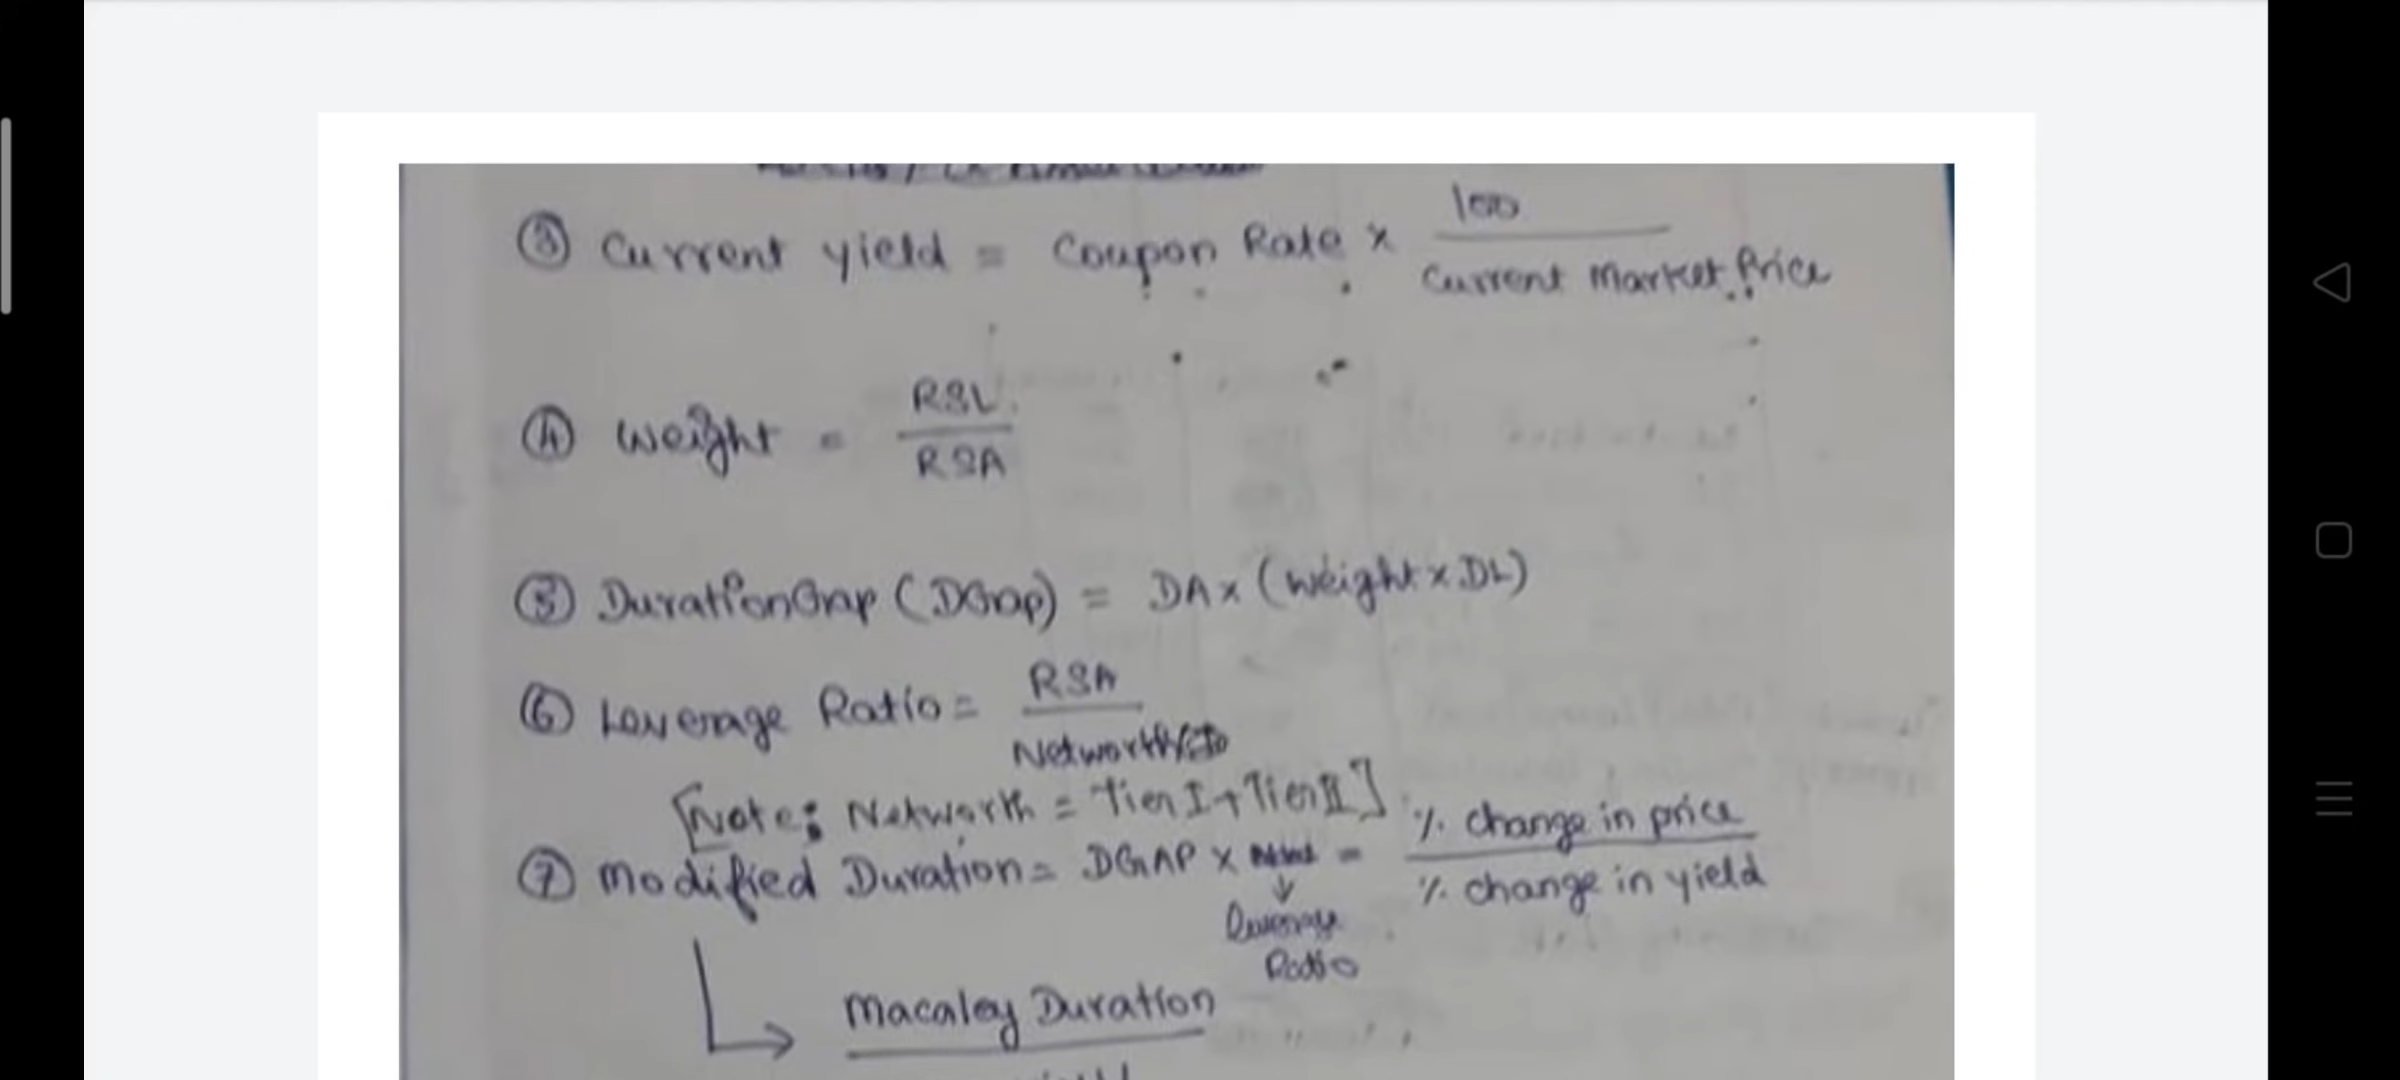 ③ Current yield = Coupon Rate x 100 / Current Market Price
④ Weight = RSL / RSA
⑤ DurationGap (DGap) = DA x (Weight x DL)
⑥ Leverage Ratio = RSA / Networth
[Note: Networth = Tier I + Tier II]
⑦ Modified Duration = DGAP x = % change in price / % change in yield
↓
leverage
Ratio
↳ Macaley Duration